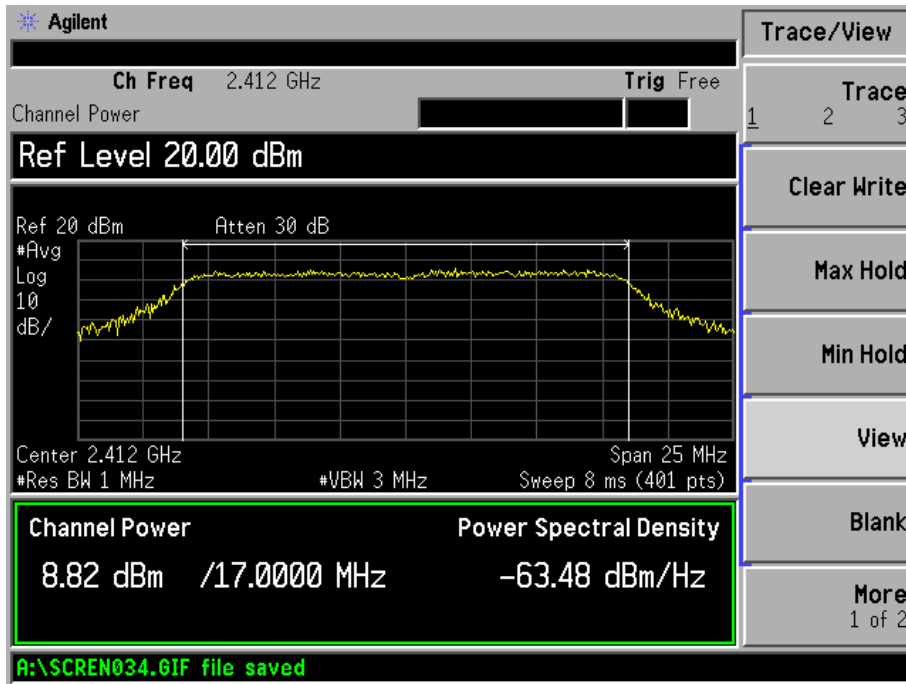 Agilent
Trace/View
Ch Freq 2.412 GHz Trig Free
Channel Power
Trace
1 2 3
Ref Level 20.00 dBm
Clear Write
Ref 20 dBm Atten 30 dB
#Avg
Log
10
dB/
Max Hold
Min Hold
Center 2.412 GHz Span 25 MHz
#Res BW 1 MHz #VBW 3 MHz Sweep 8 ms (401 pts)
View
Channel Power Power Spectral Density
8.82 dBm /17.0000 MHz -63.48 dBm/Hz
Blank
More
1 of 2
A:\SCREN034.GIF file saved